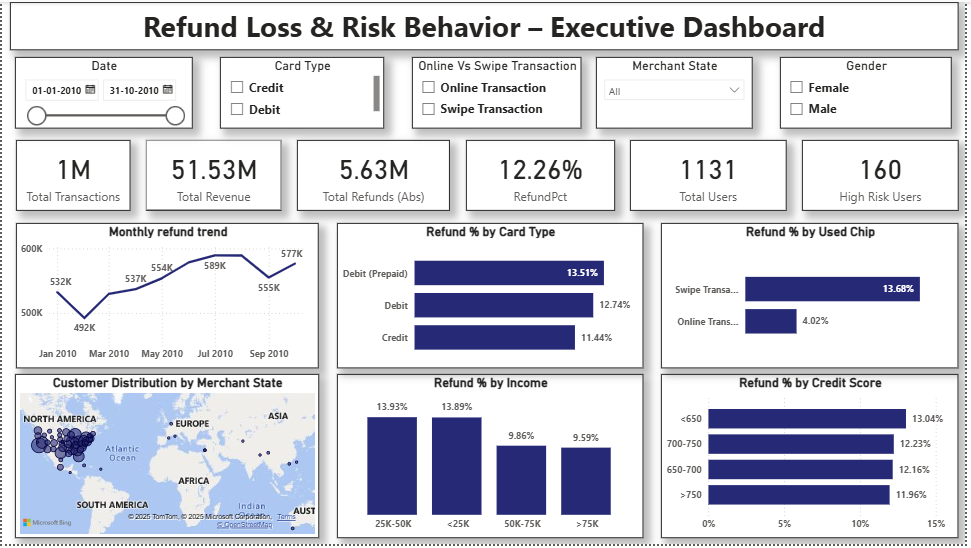 Refund Loss & Risk Behavior – Executive Dashboard
Date
01-01-2010
31-10-2010
Card Type
Credit
Debit
Online Vs Swipe Transaction
Online Transaction
Swipe Transaction
Merchant State
All
Gender
Female
Male
1M
Total Transactions
51.53M
Total Revenue
5.63M
Total Refunds (Abs)
12.26%
RefundPct
1131
Total Users
160
High Risk Users
Monthly refund trend
600K
500K
532K
492K
537K
554K
589K
555K
577K
Jan 2010
Mar 2010
May 2010
Jul 2010
Sep 2010
Refund % by Card Type
Debit (Prepaid)
13.51%
Debit
12.74%
Credit
11.44%
Refund % by Used Chip
Swipe Transa...
13.68%
Online Trans...
4.02%
Customer Distribution by Merchant State
NORTH AMERICA
EUROPE
ASIA
Atlantic
Ocean
AFRICA
SOUTH AMERICA
Indian
AUST
Microsoft Bing
© 2025 TomTom, © 2025 Microsoft Corporation, Terms
© OpenStreetMap
Refund % by Income
13.93%
13.89%
9.86%
9.59%
25K-50K
<25K
50K-75K
>75K
Refund % by Credit Score
<650
13.04%
700-750
12.23%
650-700
12.16%
>750
11.96%
0%
5%
10%
15%